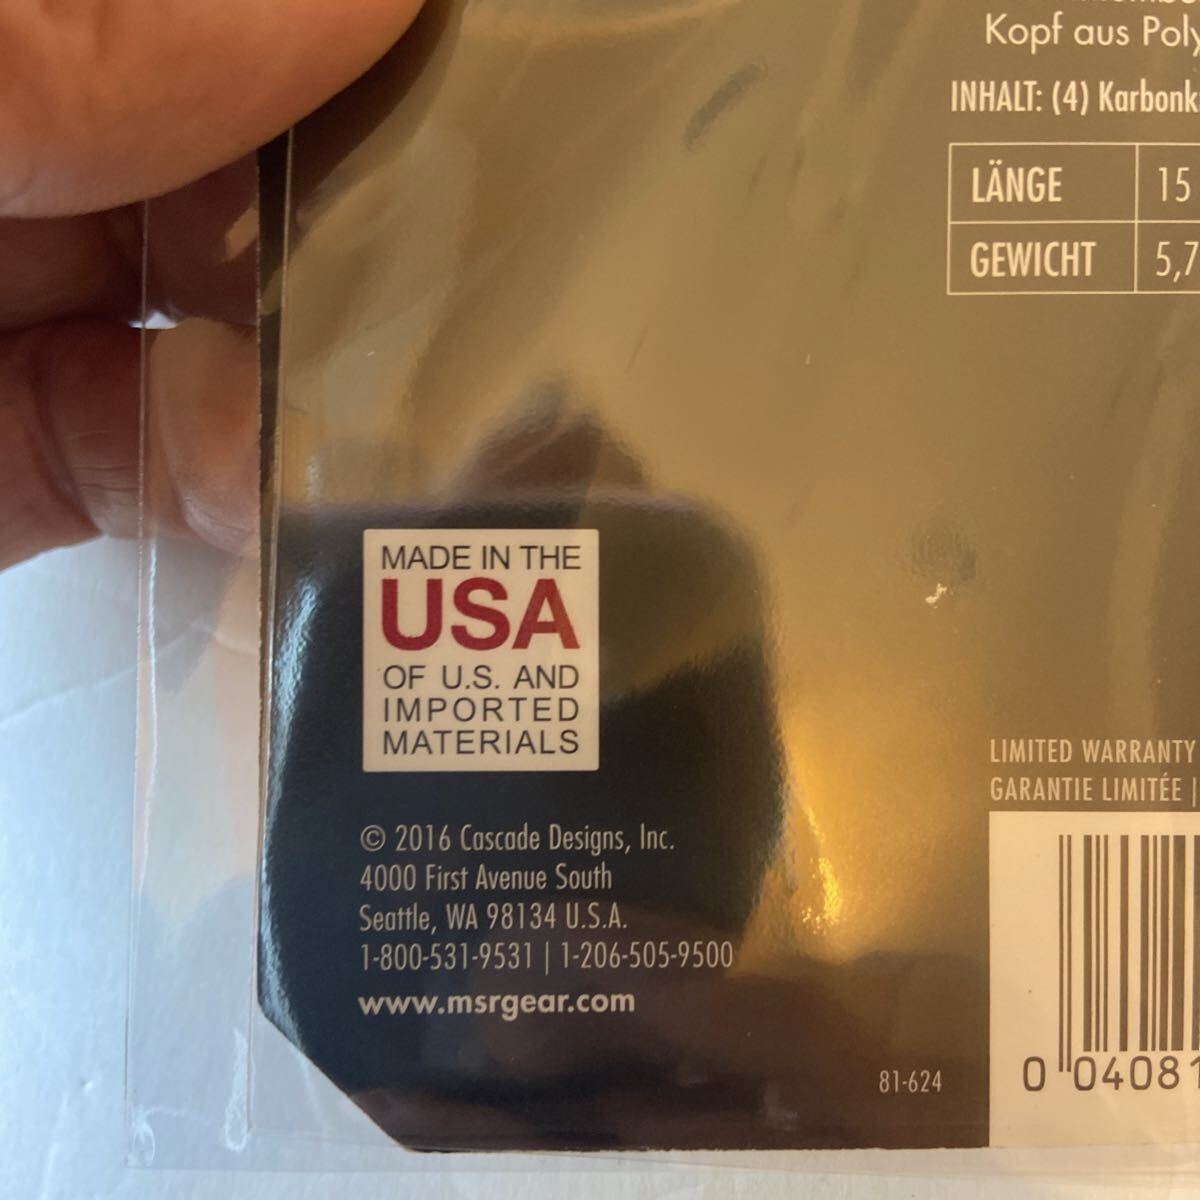 Kopf aus
INHALT: (4)
LÄNGE 15
GEWICHT 5,7
MADE IN THE
USA
OF U.S. AND
IMPORTED
MATERIALS
LIMITED WARRANTY
GARANTIE LIMITÉE |
© 2016 Cascade Designs, Inc.
4000 First Avenue South
Seattle, WA 98134 U.S.A.
1-800-531-9531 | 1-206-505-9500
www.msrgear.com
81-624
0 04081